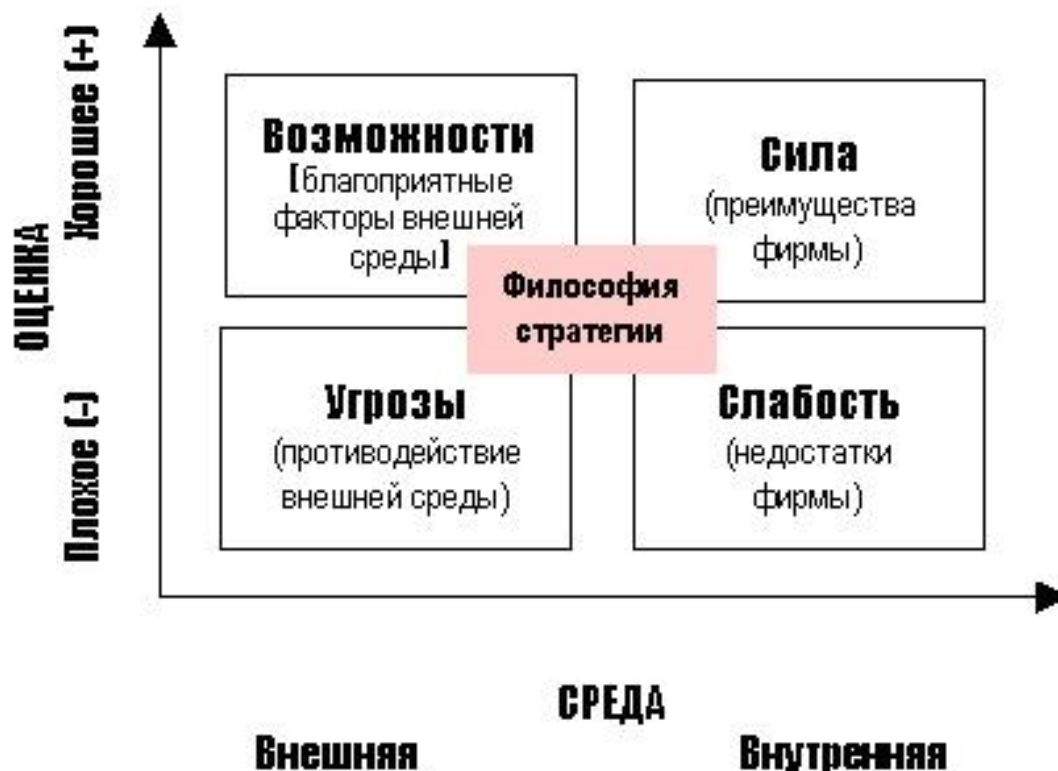 ОЦЕНКА
Хорошее (+)
Плохое (-)
Возможности
[благоприятные
факторы внешней
среды]
Сила
(преимущества
фирмы)
Философия
стратегии
Угрозы
(противодействие
внешней среды)
Слабость
(недостатки
фирмы)
СРЕДА
Внешняя
Внутренняя